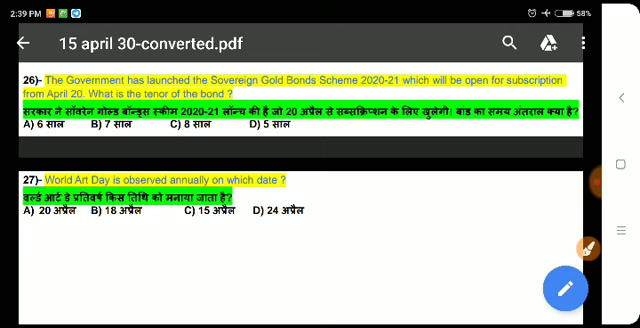 2:39 PM
58%
15 april 30-converted.pdf
26)- The Government has launched the Sovereign Gold Bonds Scheme 2020-21 which will be open for subscription
from April 20. What is the tenor of the bond ?
सरकार ने सॉवरेन गोल्ड बॉन्ड्स स्कीम 2020-21 लॉन्च की है जो 20 अप्रैल से सब्सक्रिप्शन के लिए खुलेगी। बांड का समय अंतराल क्या है?
A) 6 साल B) 7 साल C) 8 साल D) 5 साल
27)- World Art Day is observed annually on which date ?
वर्ल्ड आर्ट डे प्रतिवर्ष किस तिथि को मनाया जाता है?
A) 20 अप्रैल B) 18 अप्रैल C) 15 अप्रैल D) 24 अप्रैल